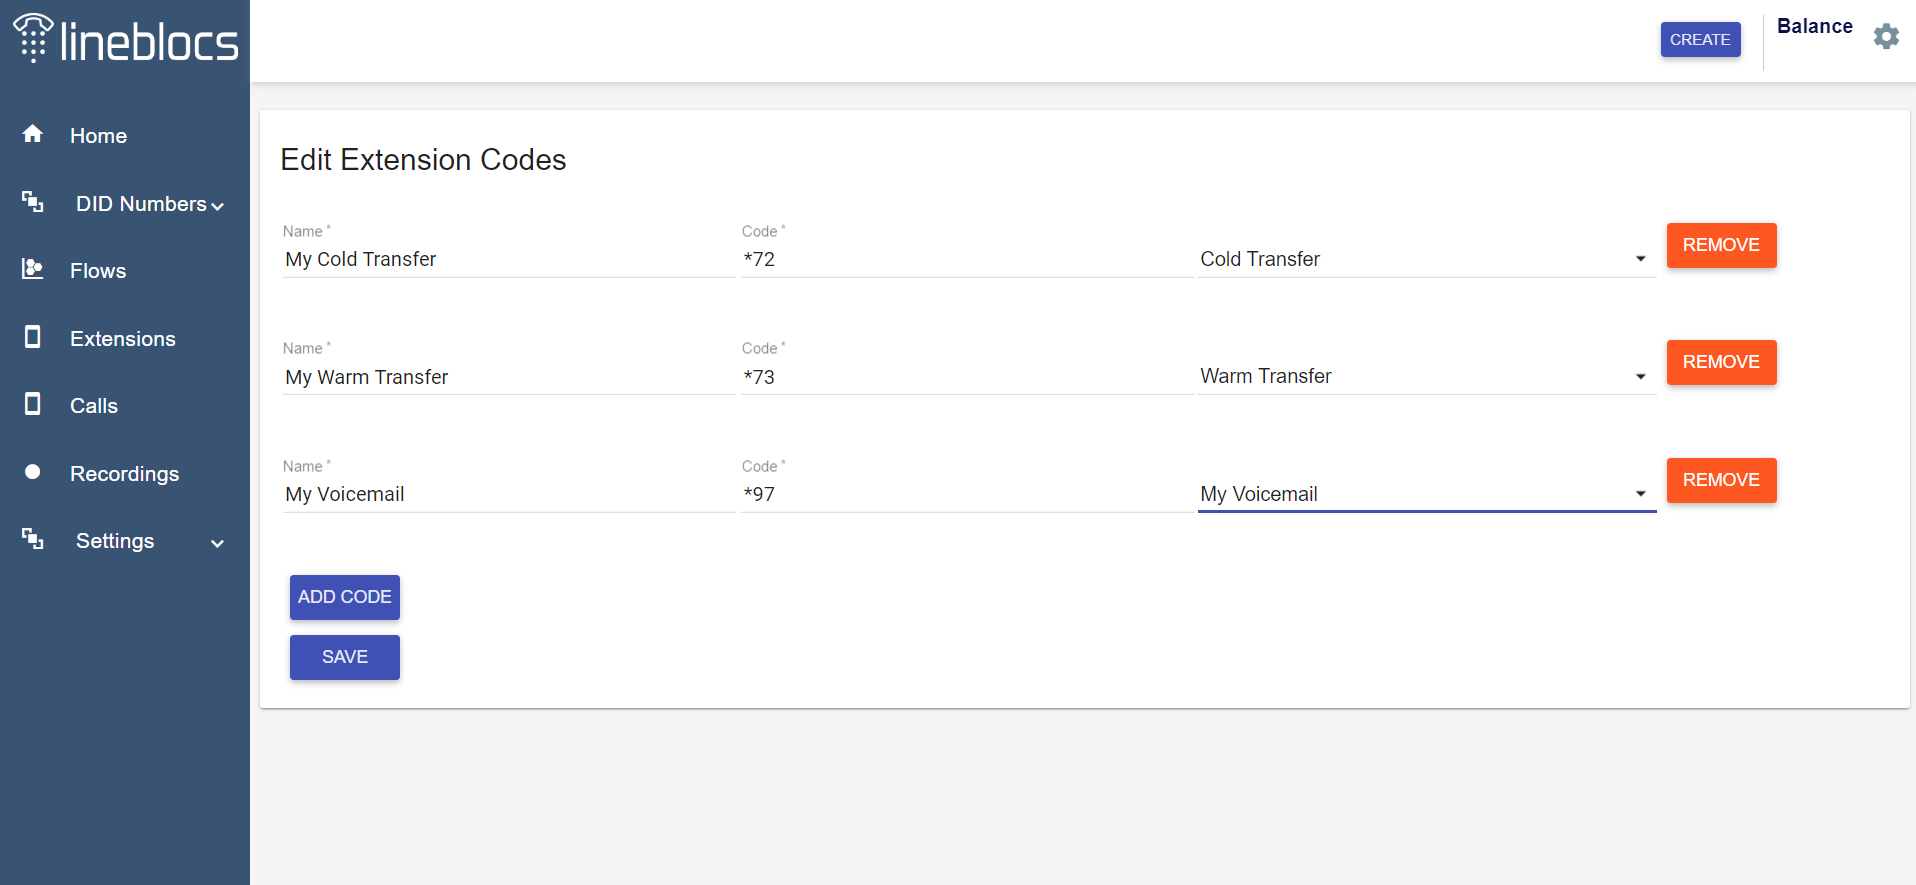 lineblocs
CREATE
Balance
Home
DID Numbers
Flows
Extensions
Calls
Recordings
Settings
Edit Extension Codes
Name *
Code *
My Cold Transfer
*72
Cold Transfer
REMOVE
Name *
Code *
My Warm Transfer
*73
Warm Transfer
REMOVE
Name *
Code *
My Voicemail
*97
My Voicemail
REMOVE
ADD CODE
SAVE